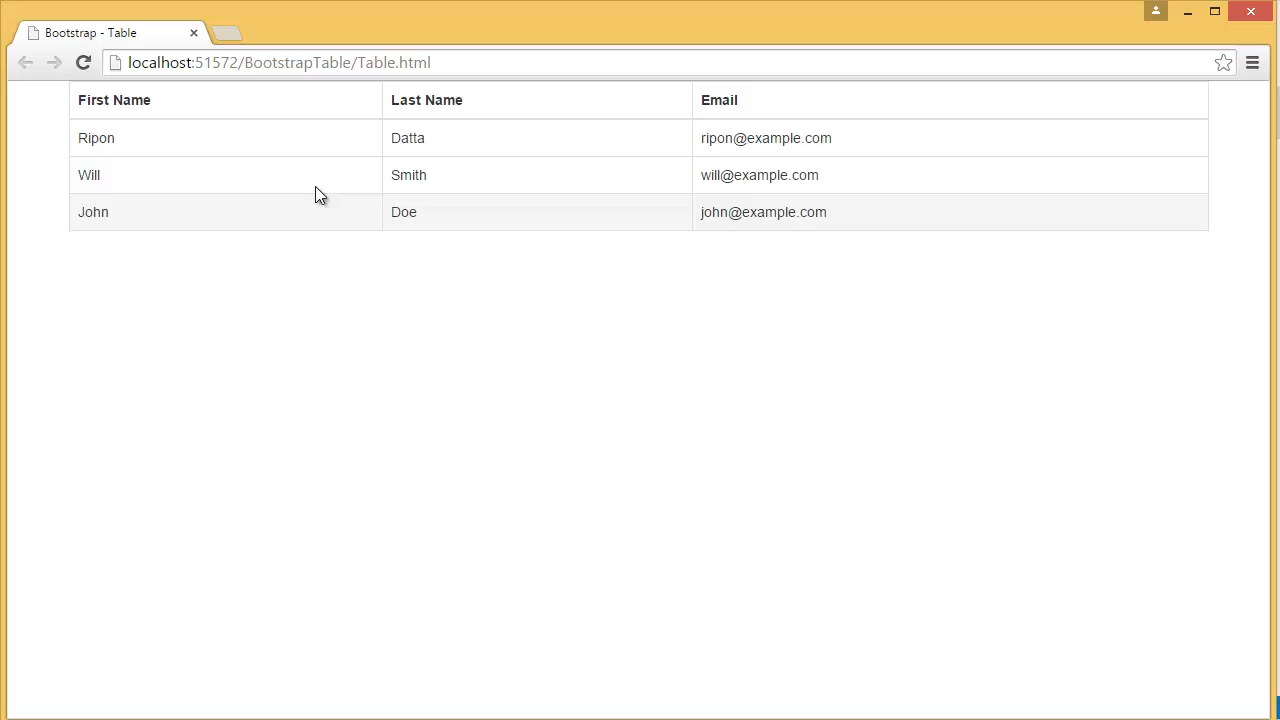 Bootstrap - Table
localhost:51572/BootstrapTable/Table.html
First Name Last Name Email
Ripon Datta ripon@example.com
Will Smith will@example.com
John Doe john@example.com